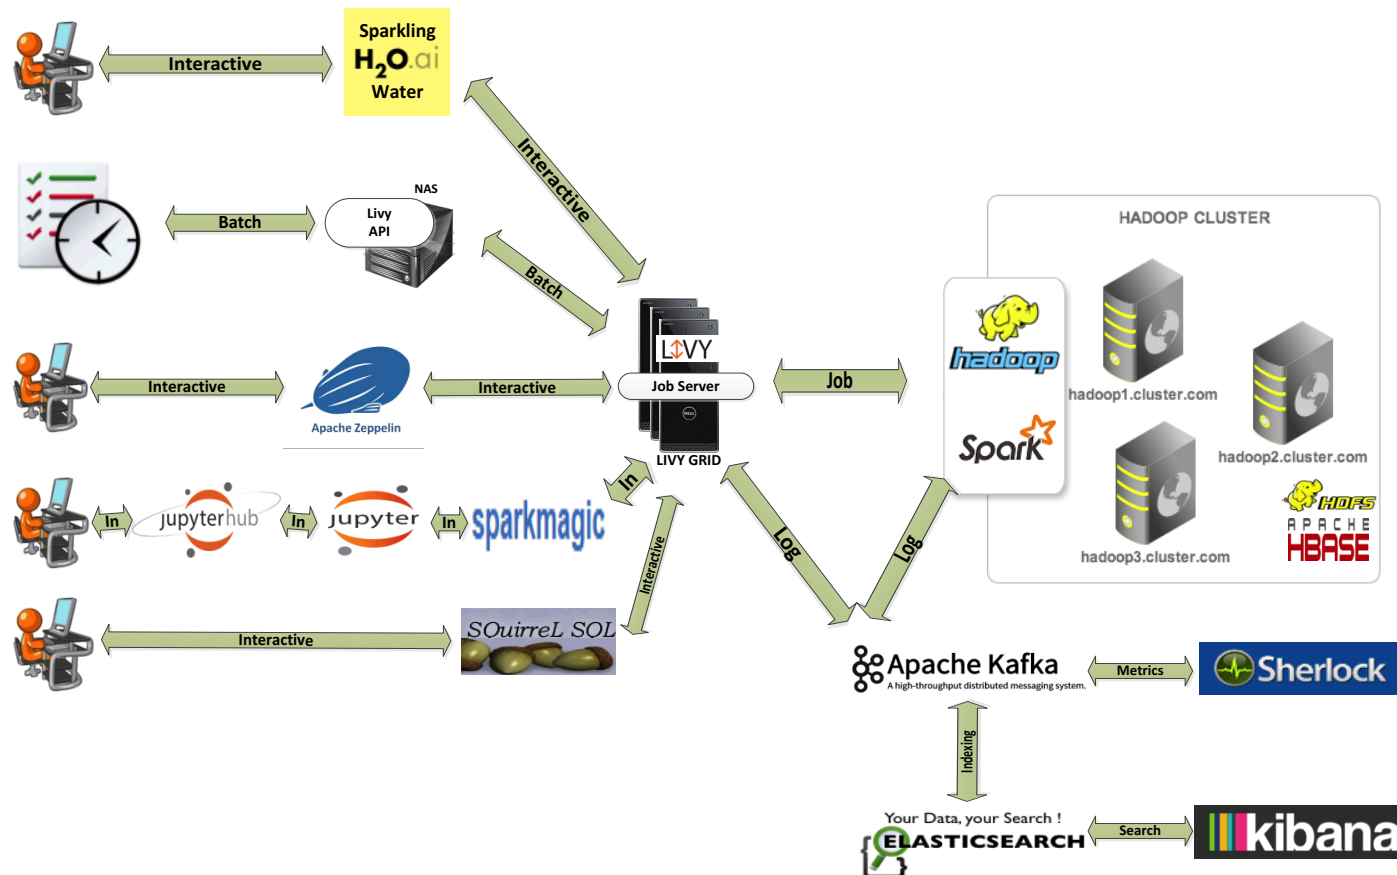 Sparkling
H2O.ai
Water
Interactive
Interactive
NAS
Livy
API
Batch
Batch
HADOOP CLUSTER
hadoop
Spark
hadoop1.cluster.com
hadoop2.cluster.com
hadoop3.cluster.com
HDFS
APACHE
HBASE
LIVY
Job Server
DELL
LIVY GRID
Job
Interactive
Apache Zeppelin
Interactive
In
jupyterhub
In
jupyter
In
sparkmagic
In
Interactive
Interactive
SQuirreL SQL
Log
Log
Apache Kafka
A high-throughput distributed messaging system.
Metrics
Sherlock
Indexing
Your Data, your Search !
ELASTICSEARCH
Search
kibana